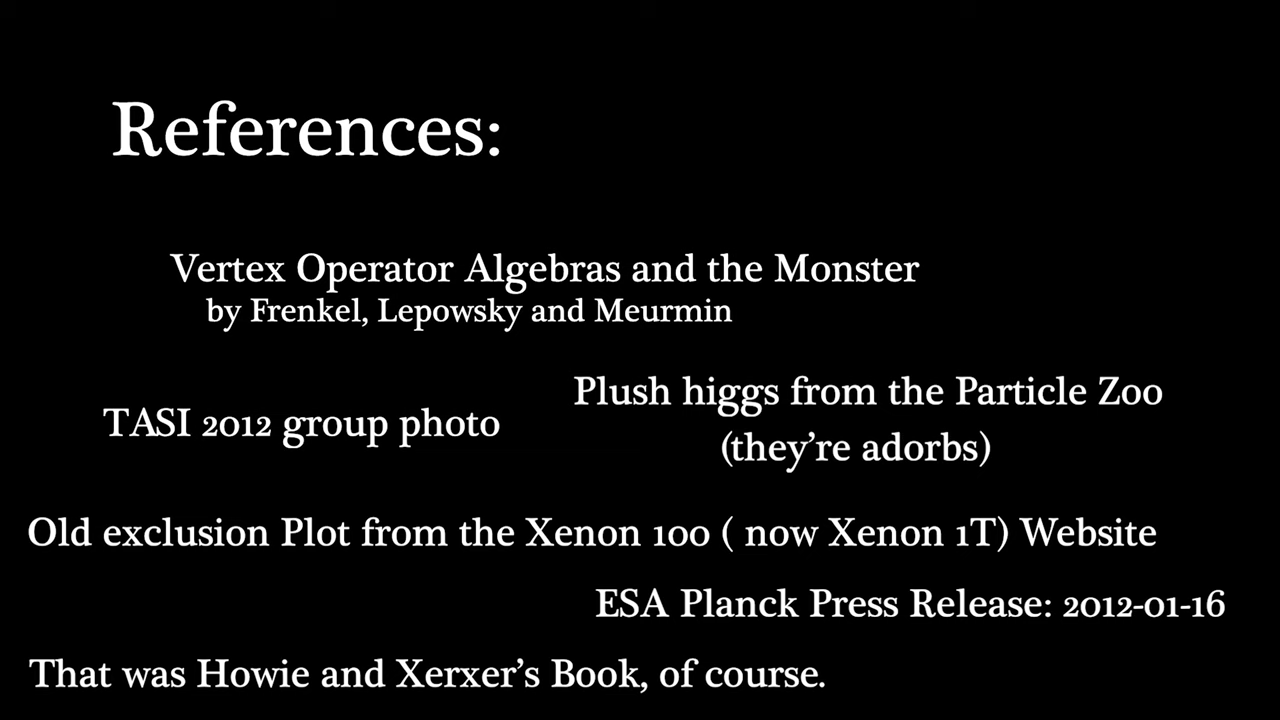 References:
Vertex Operator Algebras and the Monster
by Frenkel, Lepowsky and Meurmin
TASI 2012 group photo
Plush higgs from the Particle Zoo
(they're adorbs)
Old exclusion Plot from the Xenon 100 ( now Xenon 1T) Website
ESA Planck Press Release: 2012-01-16
That was Howie and Xerxer's Book, of course.